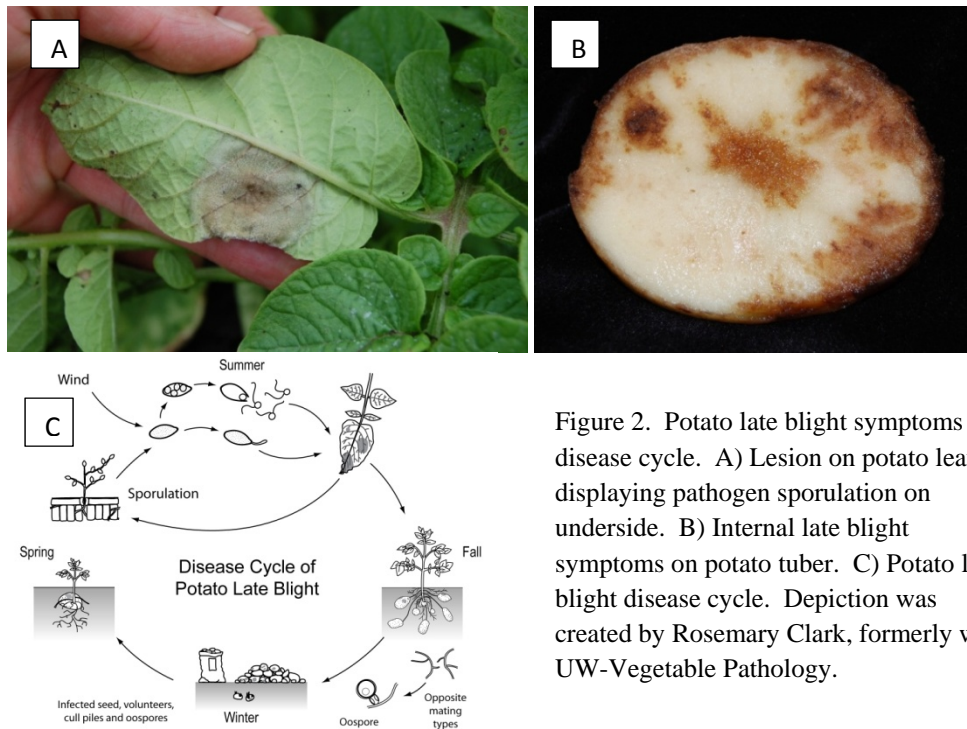 A
B
C
Summer
Wind
Sporulation
Spring
Fall
Disease Cycle of
Potato Late Blight
Infected seed, volunteers,
cull piles and oospores
Winter
Oospore
Opposite
mating
types
Figure 2.  Potato late blight symptoms
disease cycle.  A) Lesion on potato lea
displaying pathogen sporulation on
underside.  B) Internal late blight
symptoms on potato tuber.  C) Potato l
blight disease cycle.  Depiction was
created by Rosemary Clark, formerly w
UW-Vegetable Pathology.